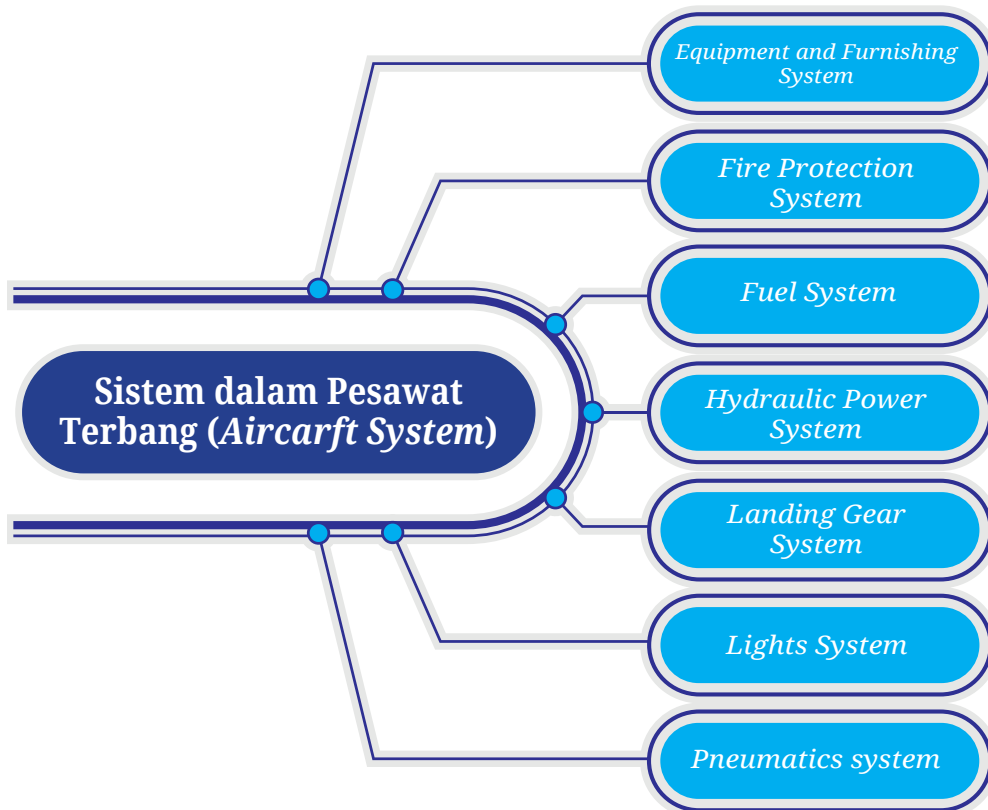 Equipment and Furnishing
System
Fire Protection
System
Fuel System
Sistem dalam Pesawat
Terbang (Aircarft System)
Hydraulic Power
System
Landing Gear
System
Lights System
Pneumatics system